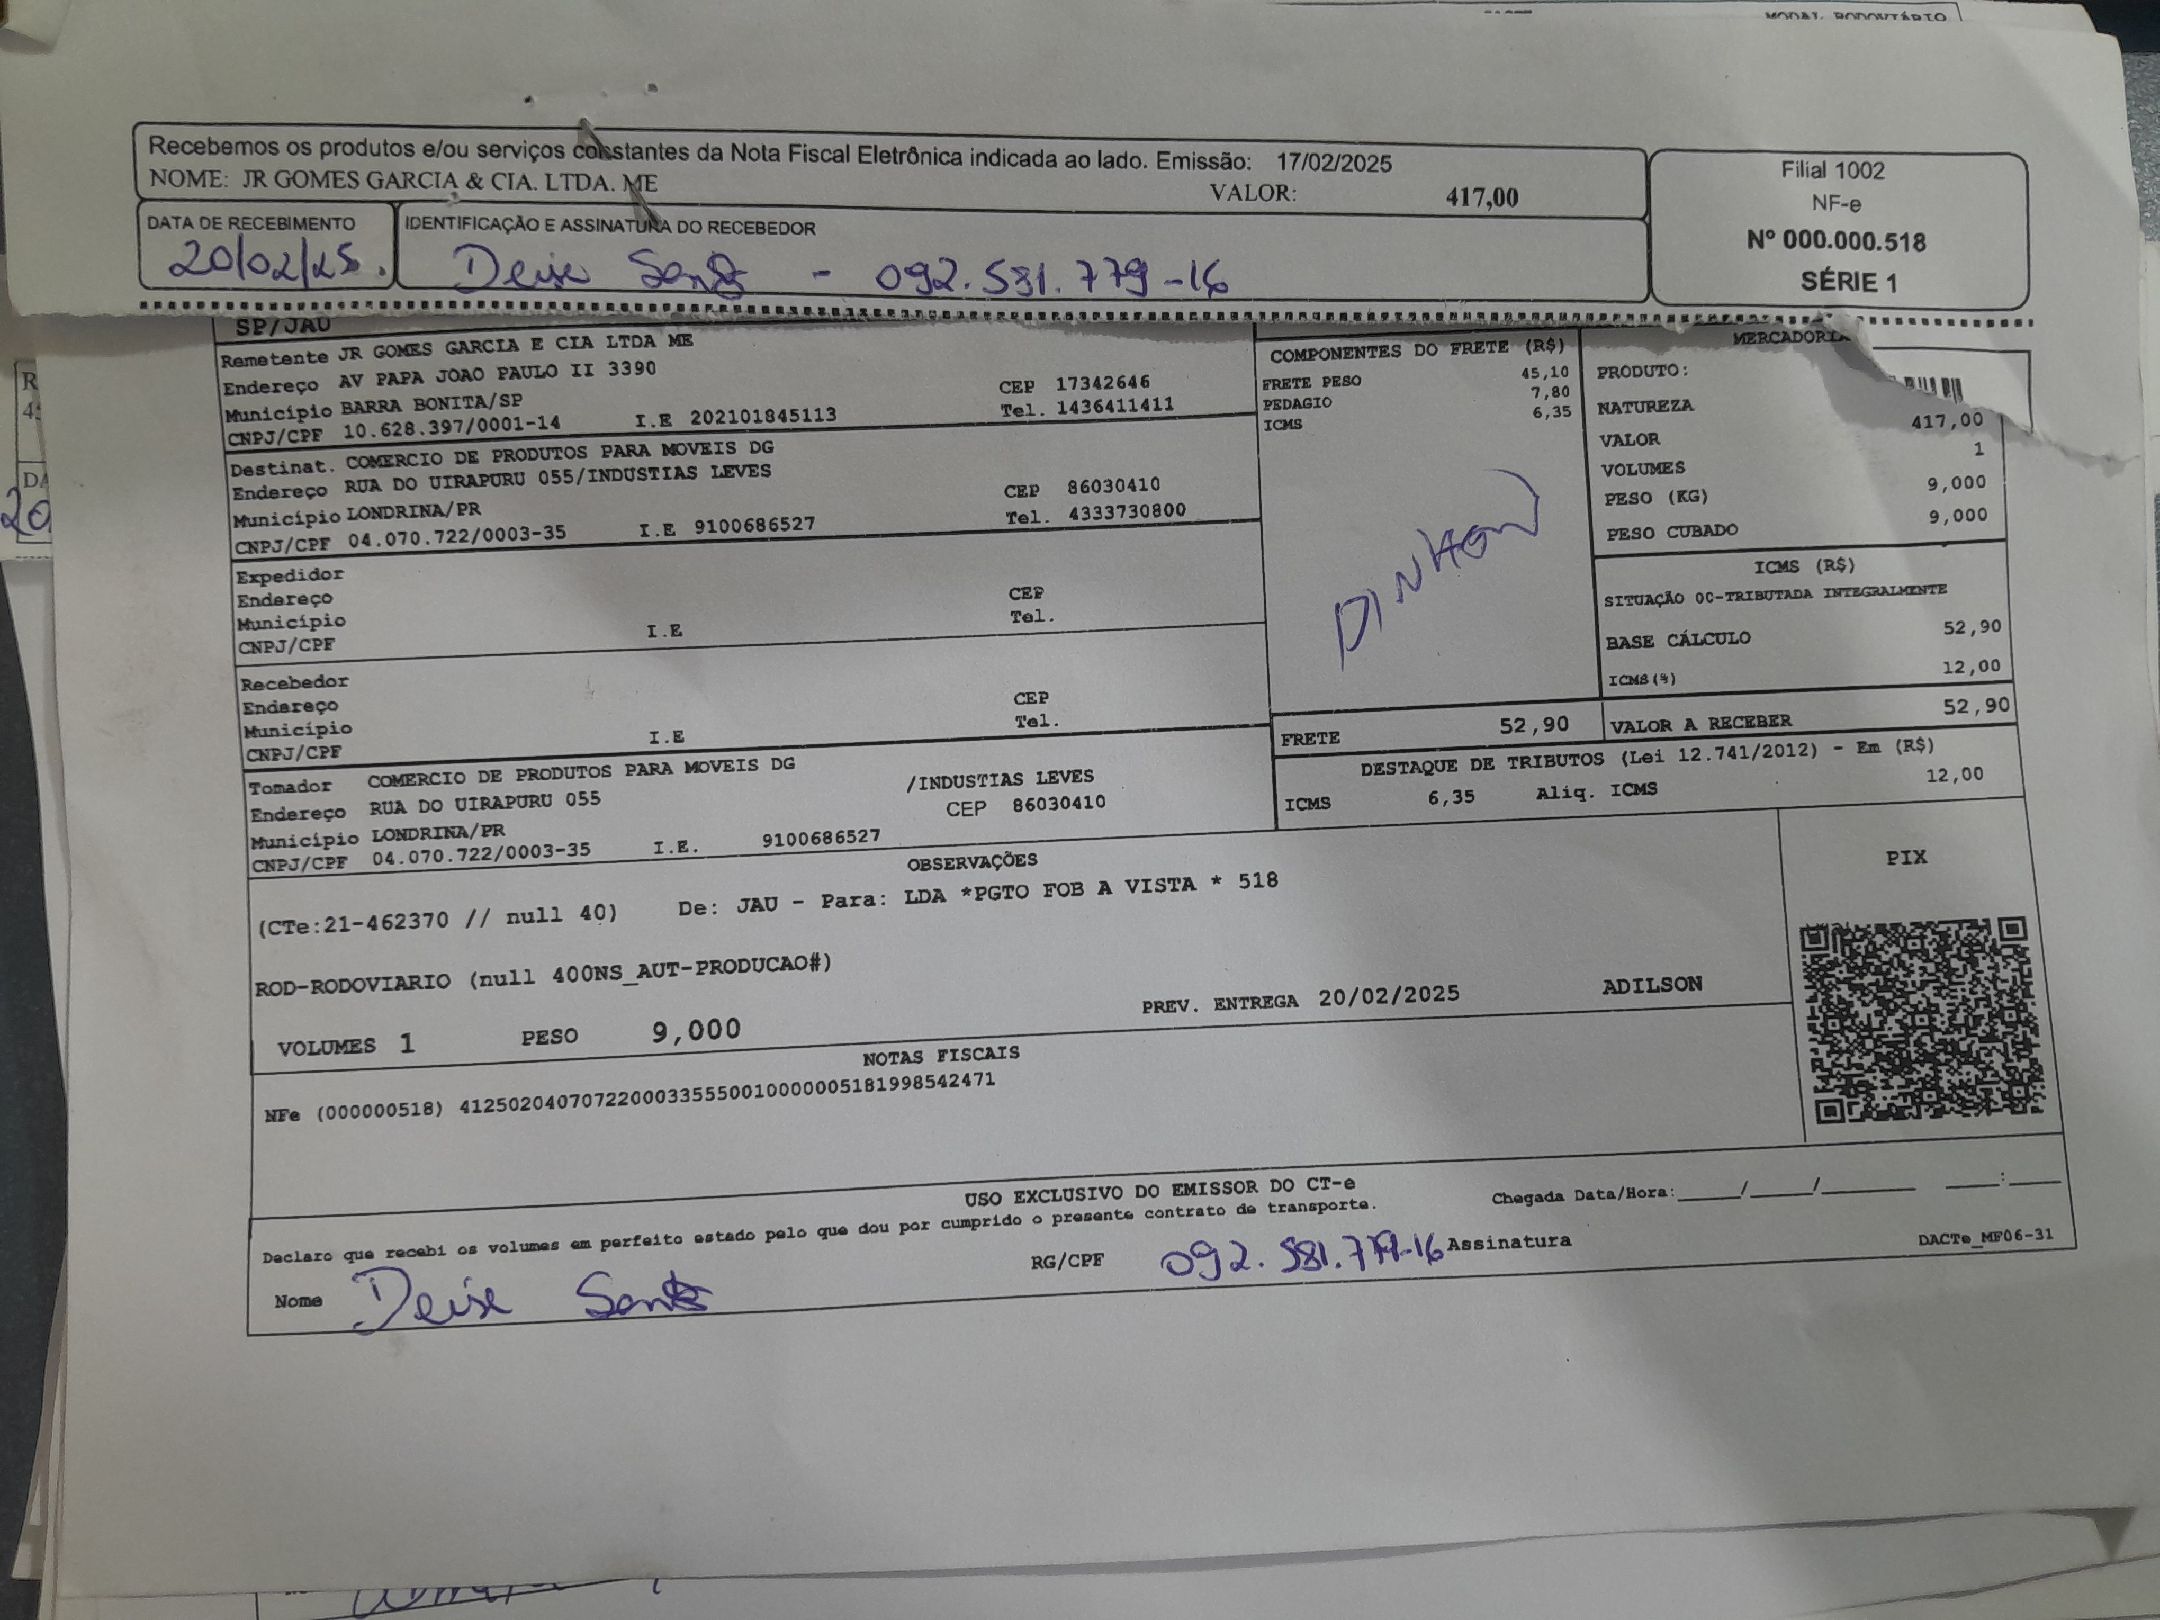 MODAL RODOVIÁRIO
Recebemos os produtos e/ou serviços constantes da Nota Fiscal Eletrônica indicada ao lado. Emissão: 17/02/2025
NOME: JR GOMES GARCIA & CIA. LTDA. ME VALOR: 417,00
Filial 1002
NF-e
Nº 000.000.518
SÉRIE 1
DATA DE RECEBIMENTO
20/02/25.
IDENTIFICAÇÃO E ASSINATURA DO RECEBEDOR
Deise Santos - 092.581.779-16
SP/JAU
Remetente JR GOMES GARCIA E CIA LTDA ME
Endereço AV PAPA JOAO PAULO II 3390 CEP 17342646
Município BARRA BONITA/SP Tel. 1436411411
CNPJ/CPF 10.628.397/0001-14 I.E 202101845113
Destinat. COMERCIO DE PRODUTOS PARA MOVEIS DG
Endereço RUA DO UIRAPURU 055/INDUSTIAS LEVES CEP 86030410
Município LONDRINA/PR Tel. 4333730800
CNPJ/CPF 04.070.722/0003-35 I.E 9100686527
Expedidor
Endereço CEP
Município Tel.
CNPJ/CPF I.E
Recebedor
Endereço CEP
Município Tel.
CNPJ/CPF I.E
Tomador COMERCIO DE PRODUTOS PARA MOVEIS DG
Endereço RUA DO UIRAPURU 055 /INDUSTIAS LEVES
Município LONDRINA/PR CEP 86030410
CNPJ/CPF 04.070.722/0003-35 I.E. 9100686527
COMPONENTES DO FRETE (R$)
FRETE PESO 45,10
PEDAGIO 7,80
ICMS 6,35
FRETE 52,90
MERCADORIA
PRODUTO:
NATUREZA
VALOR 417,00
VOLUMES 1
PESO (KG) 9,000
PESO CUBADO 9,000
ICMS (R$)
SITUAÇÃO 0C-TRIBUTADA INTEGRALMENTE
BASE CÁLCULO 52,90
ICMS(%) 12,00
VALOR A RECEBER 52,90
DESTAQUE DE TRIBUTOS (Lei 12.741/2012) - Em (R$)
ICMS 6,35 Aliq. ICMS 12,00
OBSERVAÇÕES
(CTe:21-462370 // null 40) De: JAU - Para: LDA *PGTO FOB A VISTA * 518
ROD-RODOVIARIO (null 400NS_AUT-PRODUCAO#)
VOLUMES 1 PESO 9,000 PREV. ENTREGA 20/02/2025 ADILSON
PIX
NOTAS FISCAIS
NFe (000000518) 41250204070722000335550010000005181998542471
USO EXCLUSIVO DO EMISSOR DO CT-e
Declaro que recebi os volumes em perfeito estado pelo que dou por cumprido o presente contrato de transporte.
Chegada Data/Hora:____/____/______ ___:___
Nome Deise Santos RG/CPF 092.581.779-16 Assinatura
DACTe_MF06-31